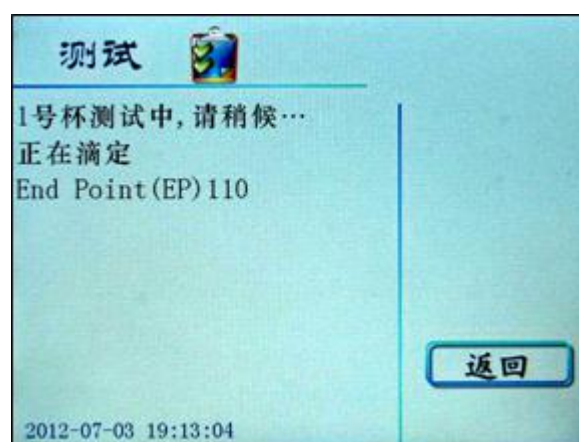 测试
1号杯测试中,请稍候…
正在滴定
End Point(EP)110
返回
2012-07-03 19:13:04